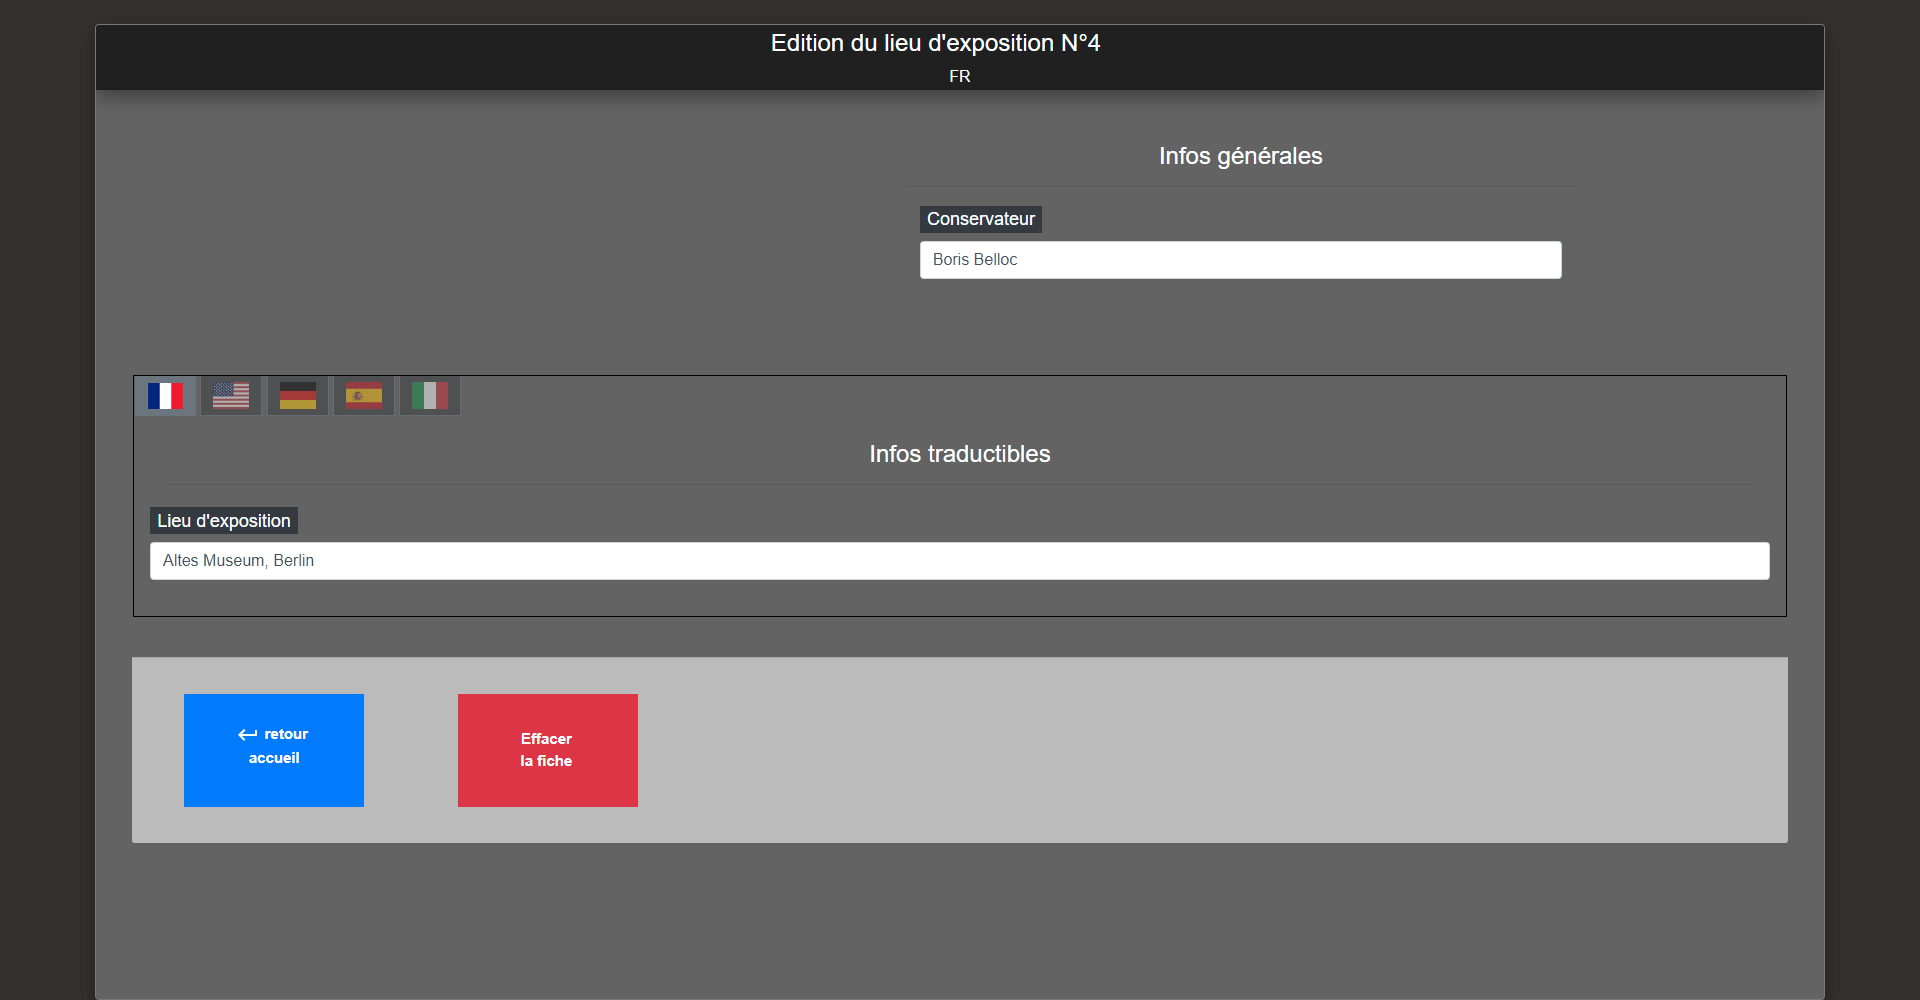 Edition du lieu d'exposition N°4
FR
Infos générales
Conservateur
Boris Belloc
Infos traductibles
Lieu d'exposition
Altes Museum, Berlin
retour
accueil
Effacer
la fiche